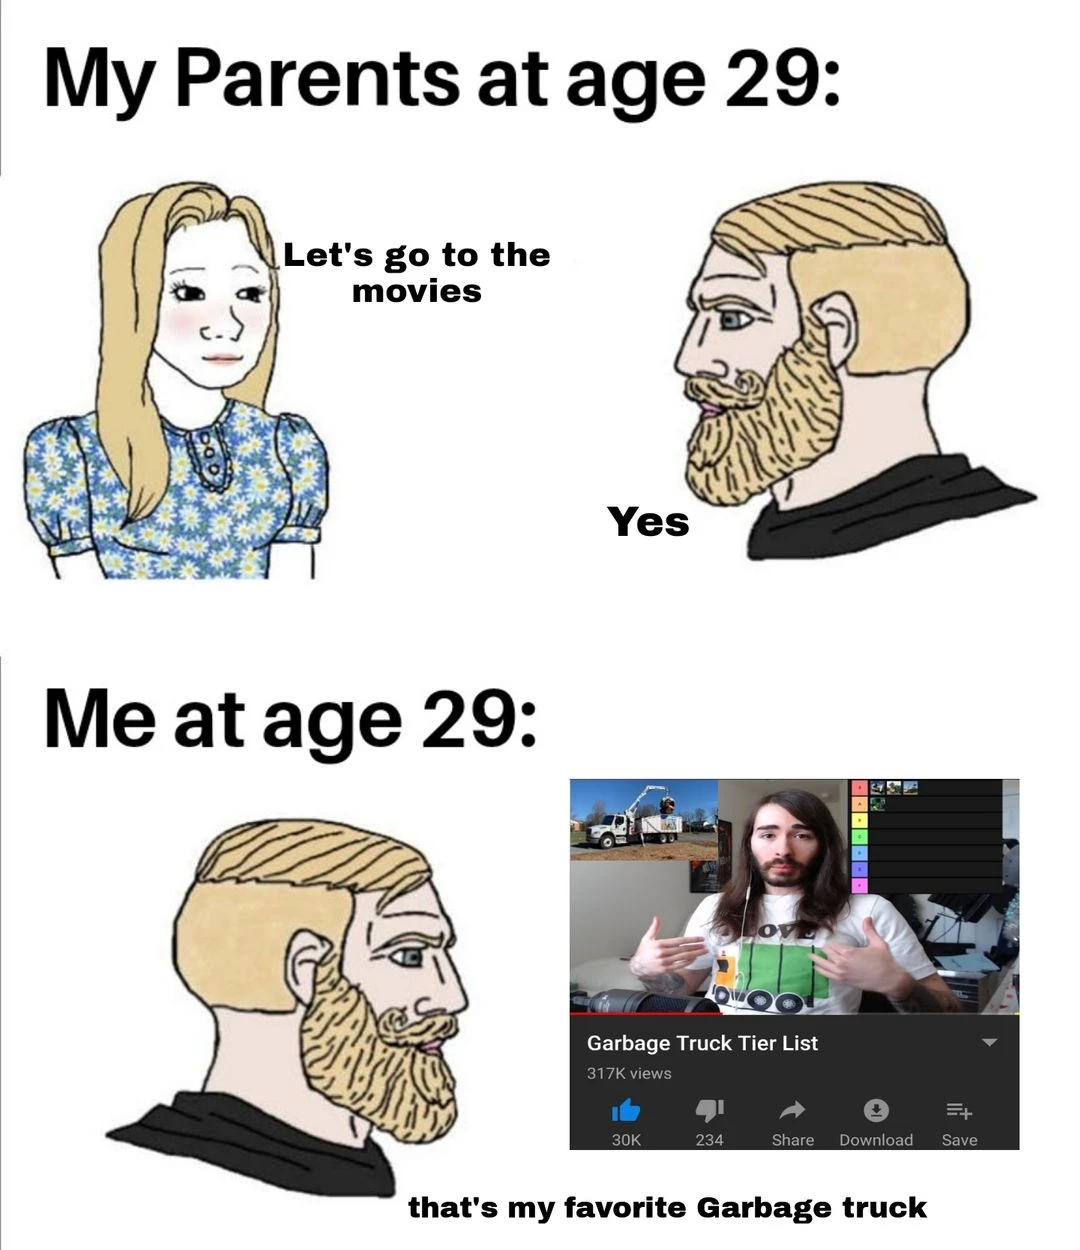 My Parents at age 29:
Let's go to the
movies
Yes
Me at age 29:
LOVE
Garbage Truck Tier List
317K views
30K
234
Share
Download
Save
that's my favorite Garbage truck